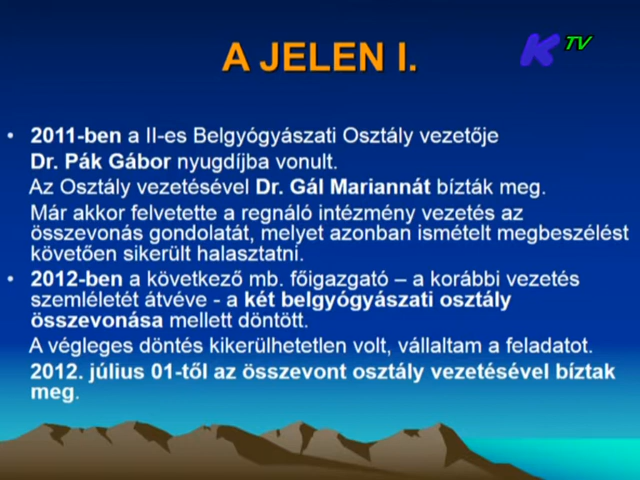 A JELEN I.
K TV
• 2011-ben a II-es Belgyógyászati Osztály vezetője
Dr. Pák Gábor nyugdíjba vonult.
Az Osztály vezetésével Dr. Gál Mariannát bízták meg.
Már akkor felvetette a regnáló intézmény vezetés az
összevonás gondolatát, melyet azonban ismételt megbeszélést
követően sikerült halasztatni.
• 2012-ben a következő mb. főigazgató – a korábbi vezetés
szemléletét átvéve - a két belgyógyászati osztály
összevonása mellett döntött.
A végleges döntés kikerülhetetlen volt, vállaltam a feladatot.
2012. július 01-től az összevont osztály vezetésével bíztak
meg.